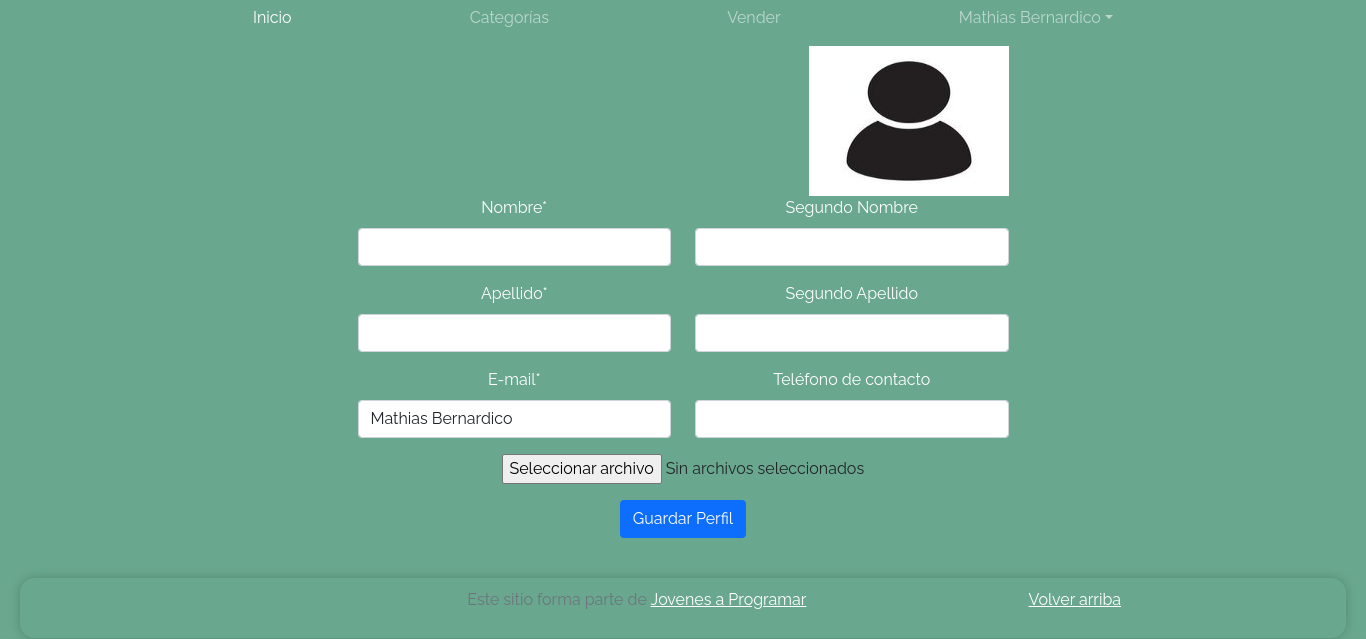 Inicio Categorías Vender Mathias Bernardico
Nombre* Segundo Nombre
Apellido* Segundo Apellido
E-mail* Teléfono de contacto
Mathias Bernardico
Seleccionar archivo Sin archivos seleccionados
Guardar Perfil
Este sitio forma parte de Jovenes a Programar Volver arriba